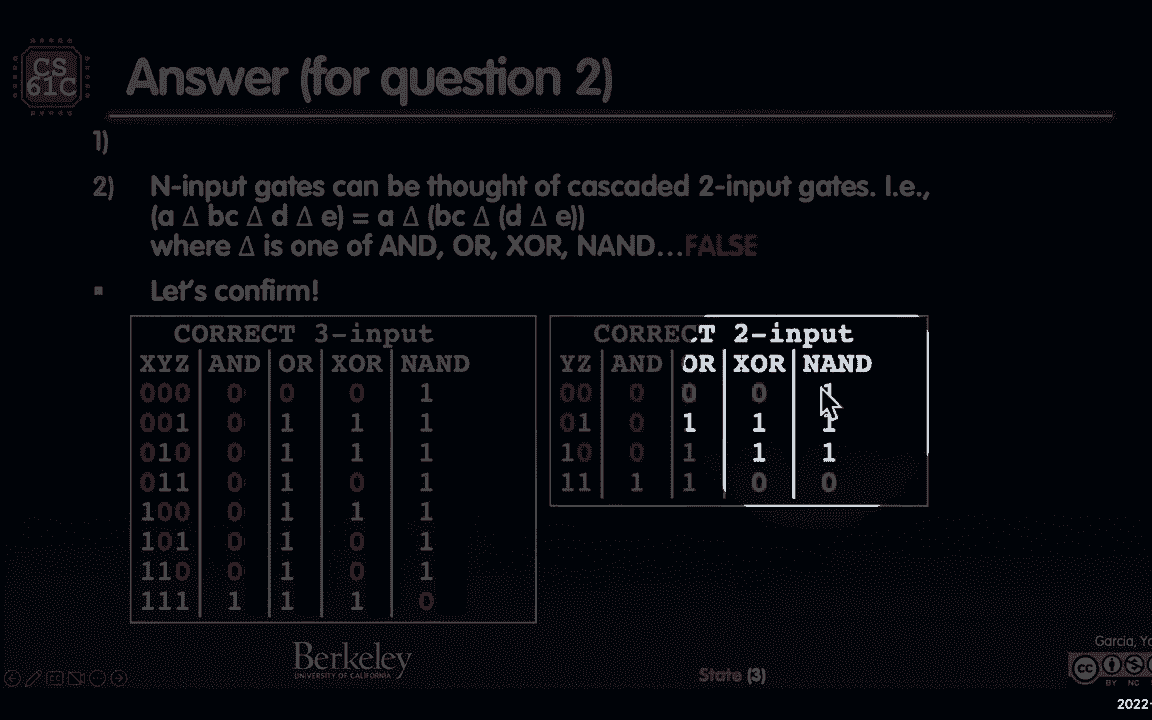 CS
61C
Answer (for question 2)
1)
2) N-input gates can be thought of cascaded 2-input gates. I.e.,
(a Δ bc Δ d Δ e) = a Δ (bc Δ (d Δ e))
where Δ is one of AND, OR, XOR, NAND…FALSE
▪ Let's confirm!
CORRECT 3-input
XYZ AND OR XOR NAND
000 0 0 0 1
001 0 1 1 1
010 0 1 1 1
011 0 1 0 1
100 0 1 1 1
101 0 1 0 1
110 0 1 0 1
111 1 1 1 0
CORRECT 2-input
YZ AND OR XOR NAND
00 0 0 0 1
01 0 1 1 1
10 0 1 1 1
11 1 1 0 0
Berkeley
UNIVERSITY OF CALIFORNIA
State (3)
Garcia,
cc
BY NC
2022-